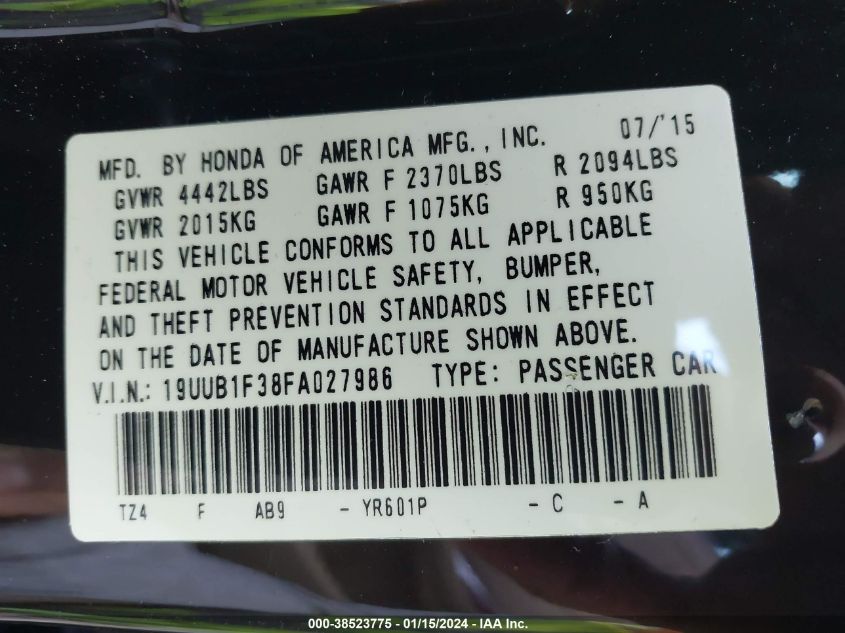 MFD. BY HONDA OF AMERICA MFG., INC. 07/'15
GVWR 4442LBS GAWR F 2370LBS R 2094LBS
GVWR 2015KG GAWR F 1075KG R 950KG
THIS VEHICLE CONFORMS TO ALL APPLICABLE
FEDERAL MOTOR VEHICLE SAFETY, BUMPER,
AND THEFT PREVENTION STANDARDS IN EFFECT
ON THE DATE OF MANUFACTURE SHOWN ABOVE.
V.I.N.: 19UUB1F38FA027986 TYPE: PASSENGER CAR
TZ4 F AB9 - YR601P - C - A
000-38523775 - 01/15/2024 - IAA Inc.